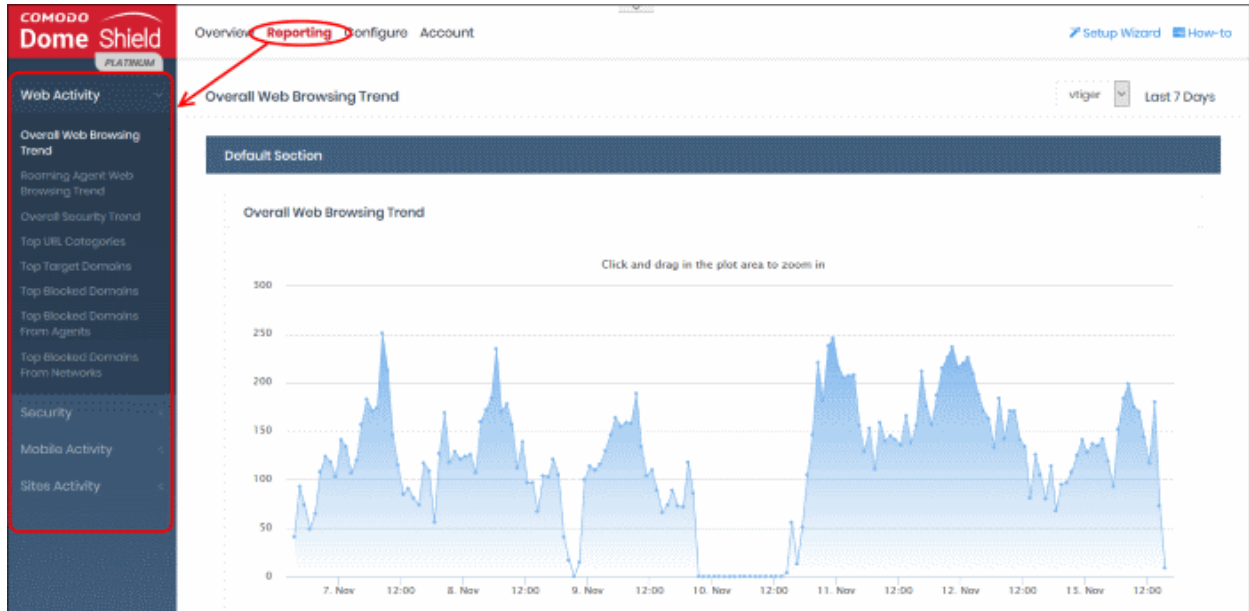 COMODO
Dome Shield
PLATINUM
Overview Reporting Configure Account
Setup Wizard How-to
Web Activity
Overall Web Browsing
Trend
Roaming Agent Web
Browsing Trend
Overall Security Trend
Top URL Categories
Top Target Domains
Top Blocked Domains
Top Blocked Domains
From Agents
Top Blocked Domains
From Networks
Security
Mobile Activity
Sites Activity
Overall Web Browsing Trend
vtiger
Last 7 Days
Default Section
Overall Web Browsing Trend
Click and drag in the plot area to zoom in
300
250
200
150
100
50
0
7. Nov 12:00 8. Nov 12:00 9. Nov 12:00 10. Nov 12:00 11. Nov 12:00 12. Nov 12:00 13. Nov 12:00